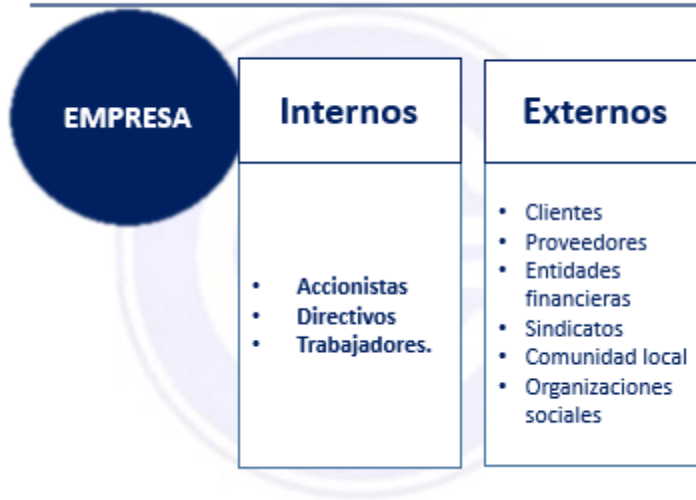 EMPRESA
Internos
• Accionistas
• Directivos
• Trabajadores.
Externos
• Clientes
• Proveedores
• Entidades
financieras
• Sindicatos
• Comunidad local
• Organizaciones
sociales